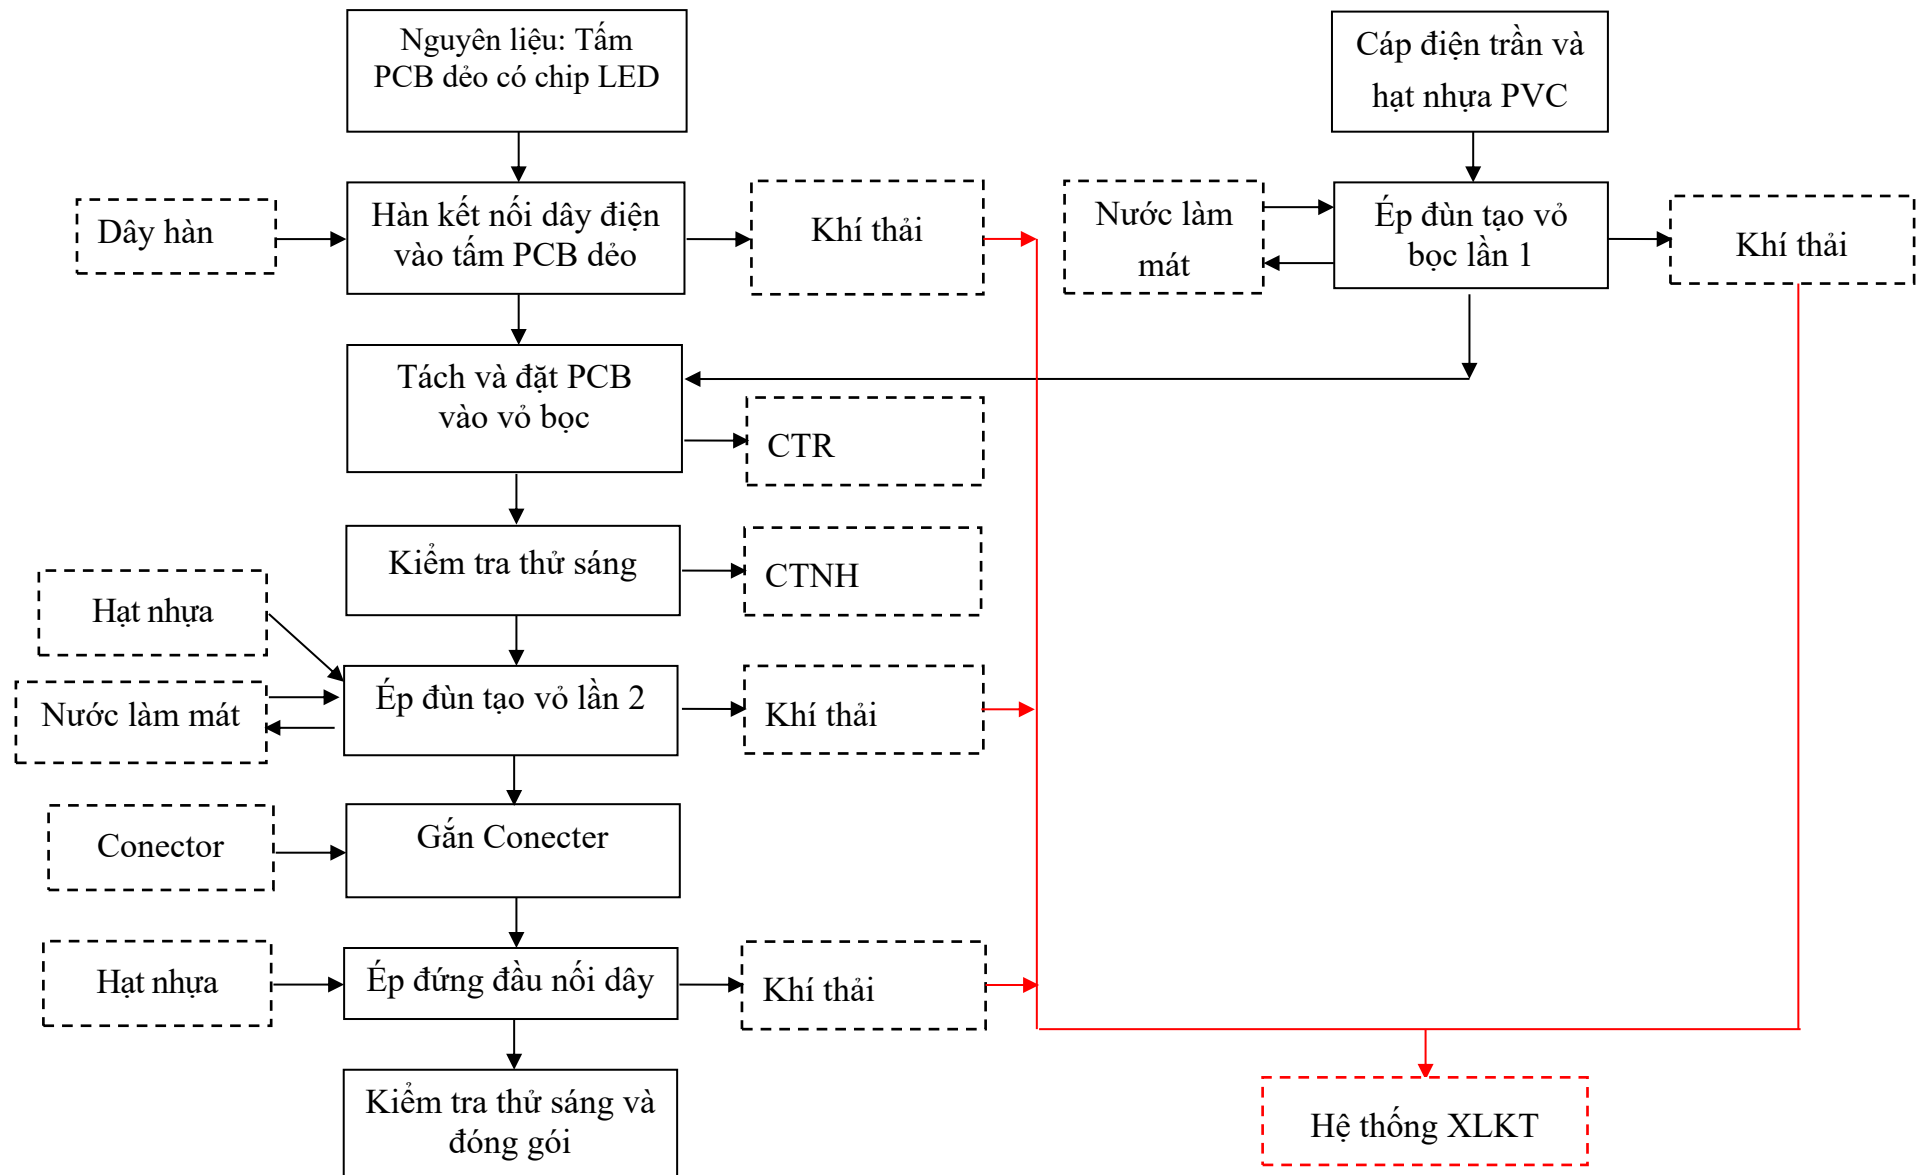 Nguyên liệu: Tấm
PCB dẻo có chip LED
Cáp điện trần và
hạt nhựa PVC
Dây hàn
Hàn kết nối dây điện
vào tấm PCB dẻo
Khí thải
Nước làm
mát
Ép đùn tạo vỏ
bọc lần 1
Khí thải
Tách và đặt PCB
vào vỏ bọc
CTR
Kiểm tra thử sáng
CTNH
Hạt nhựa
Nước làm mát
Ép đùn tạo vỏ lần 2
Khí thải
Conector
Gắn Conecter
Hạt nhựa
Ép đứng đầu nối dây
Khí thải
Kiểm tra thử sáng và
đóng gói
Hệ thống XLKT